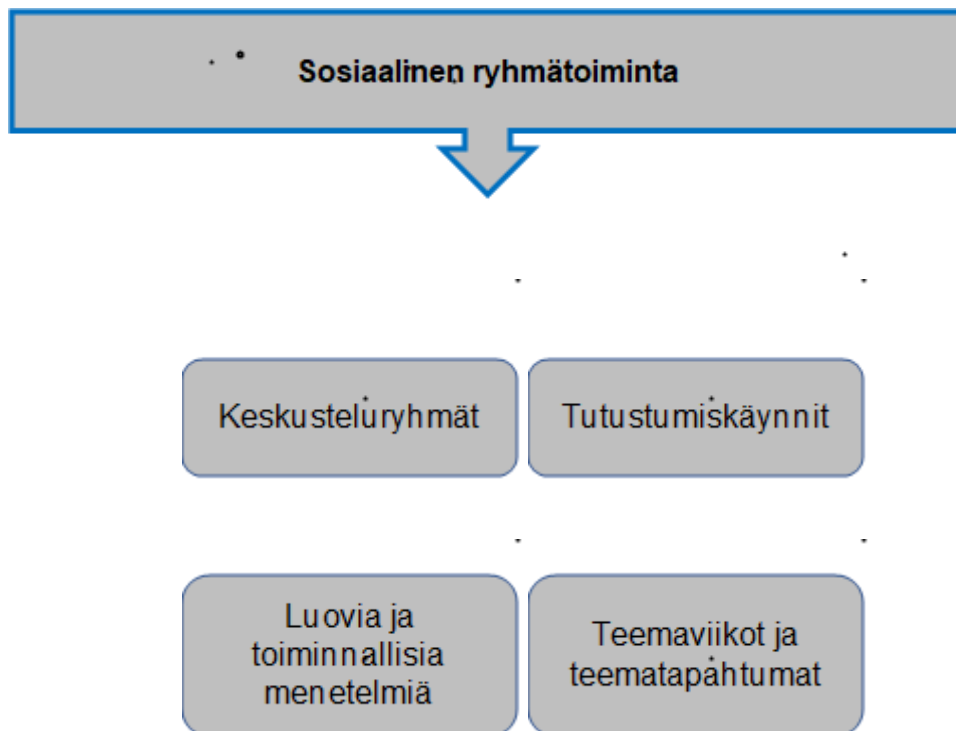 Sosiaalinen ryhmätoiminta
Keskusteluryhmät
Tutustumiskäynnit
Luovia ja
toiminnallisia
menetelmiä
Teemaviikot ja
teematapahtumat